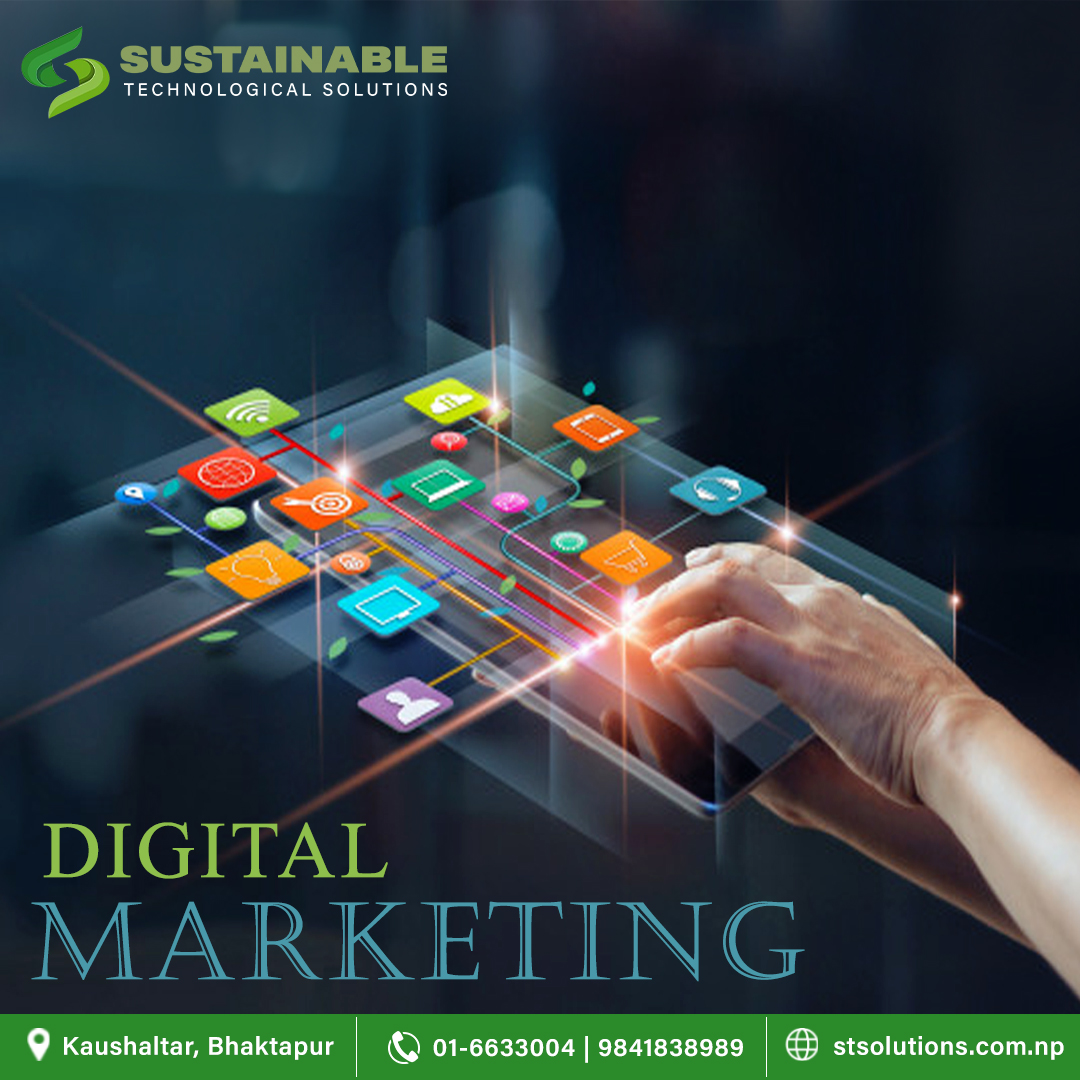 SUSTAINABLE
TECHNOLOGICAL SOLUTIONS
DIGITAL
MARKETING
Kaushaltar, Bhaktapur
01-6633004 | 9841838989
stsolutions.com.np